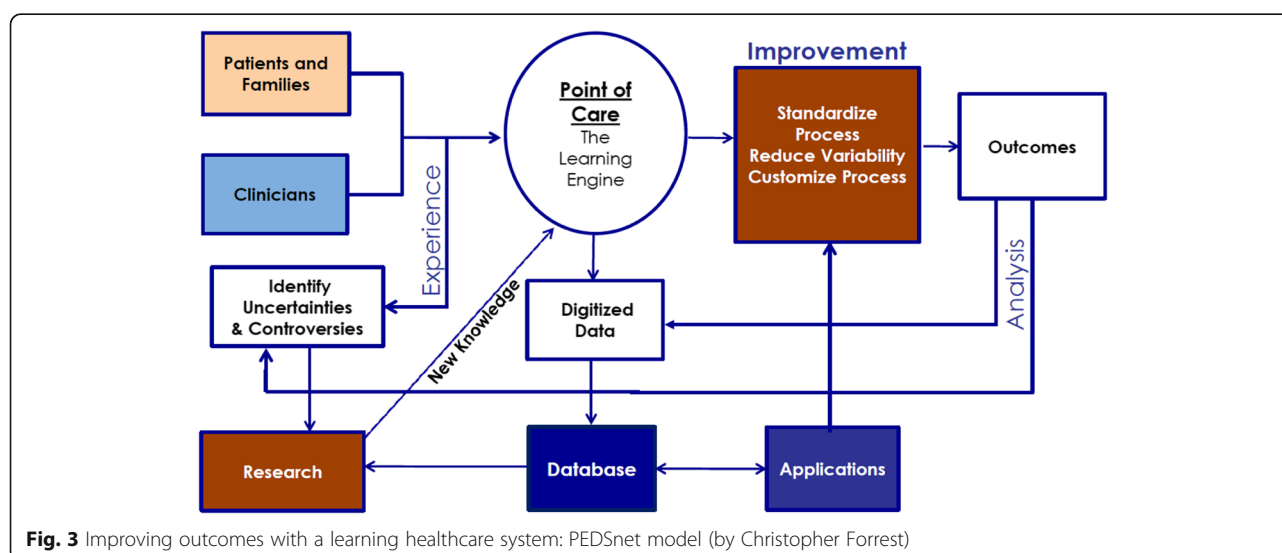 Patients and
Families
Clinicians
Experience
Identify
Uncertainties
& Controversies
Research
New Knowledge
Point of
Care
The
Learning
Engine
Digitized
Data
Database
Improvement
Standardize
Process
Reduce Variability
Customize Process
Applications
Outcomes
Analysis
Fig. 3 Improving outcomes with a learning healthcare system: PEDSnet model (by Christopher Forrest)